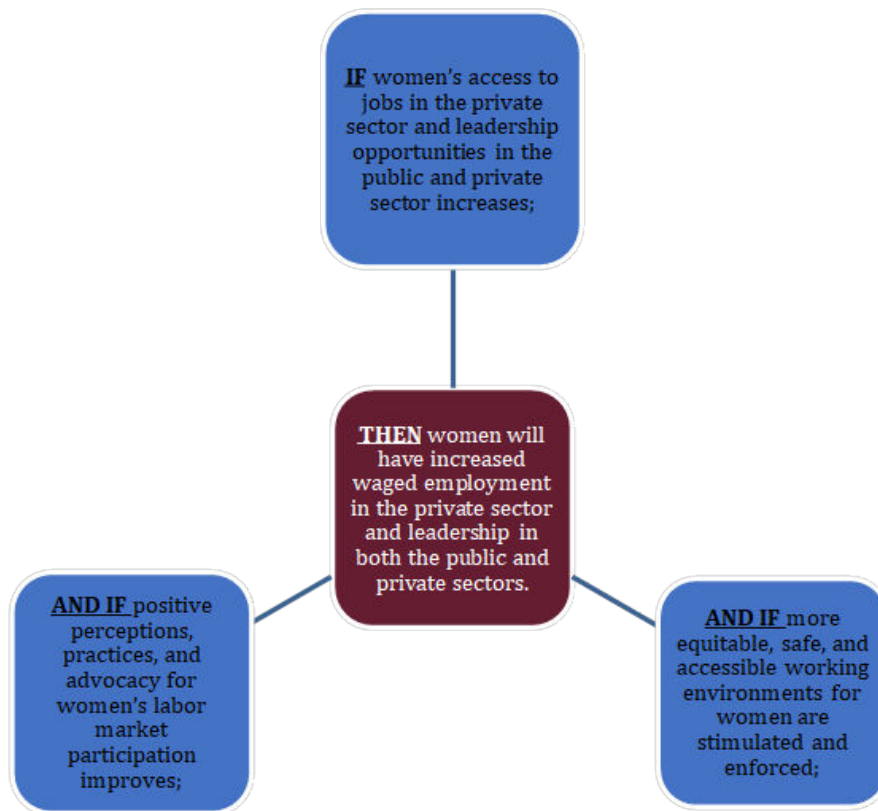 IF women's access to
jobs in the private
sector and leadership
opportunities in the
public and private
sector increases;
THEN women will
have increased
waged employment
in the private sector
and leadership in
both the public and
private sectors.
AND IF positive
perceptions,
practices, and
advocacy for
women's labor
market
participation
improves;
AND IF more
equitable, safe, and
accessible working
environments for
women are
stimulated and
enforced;